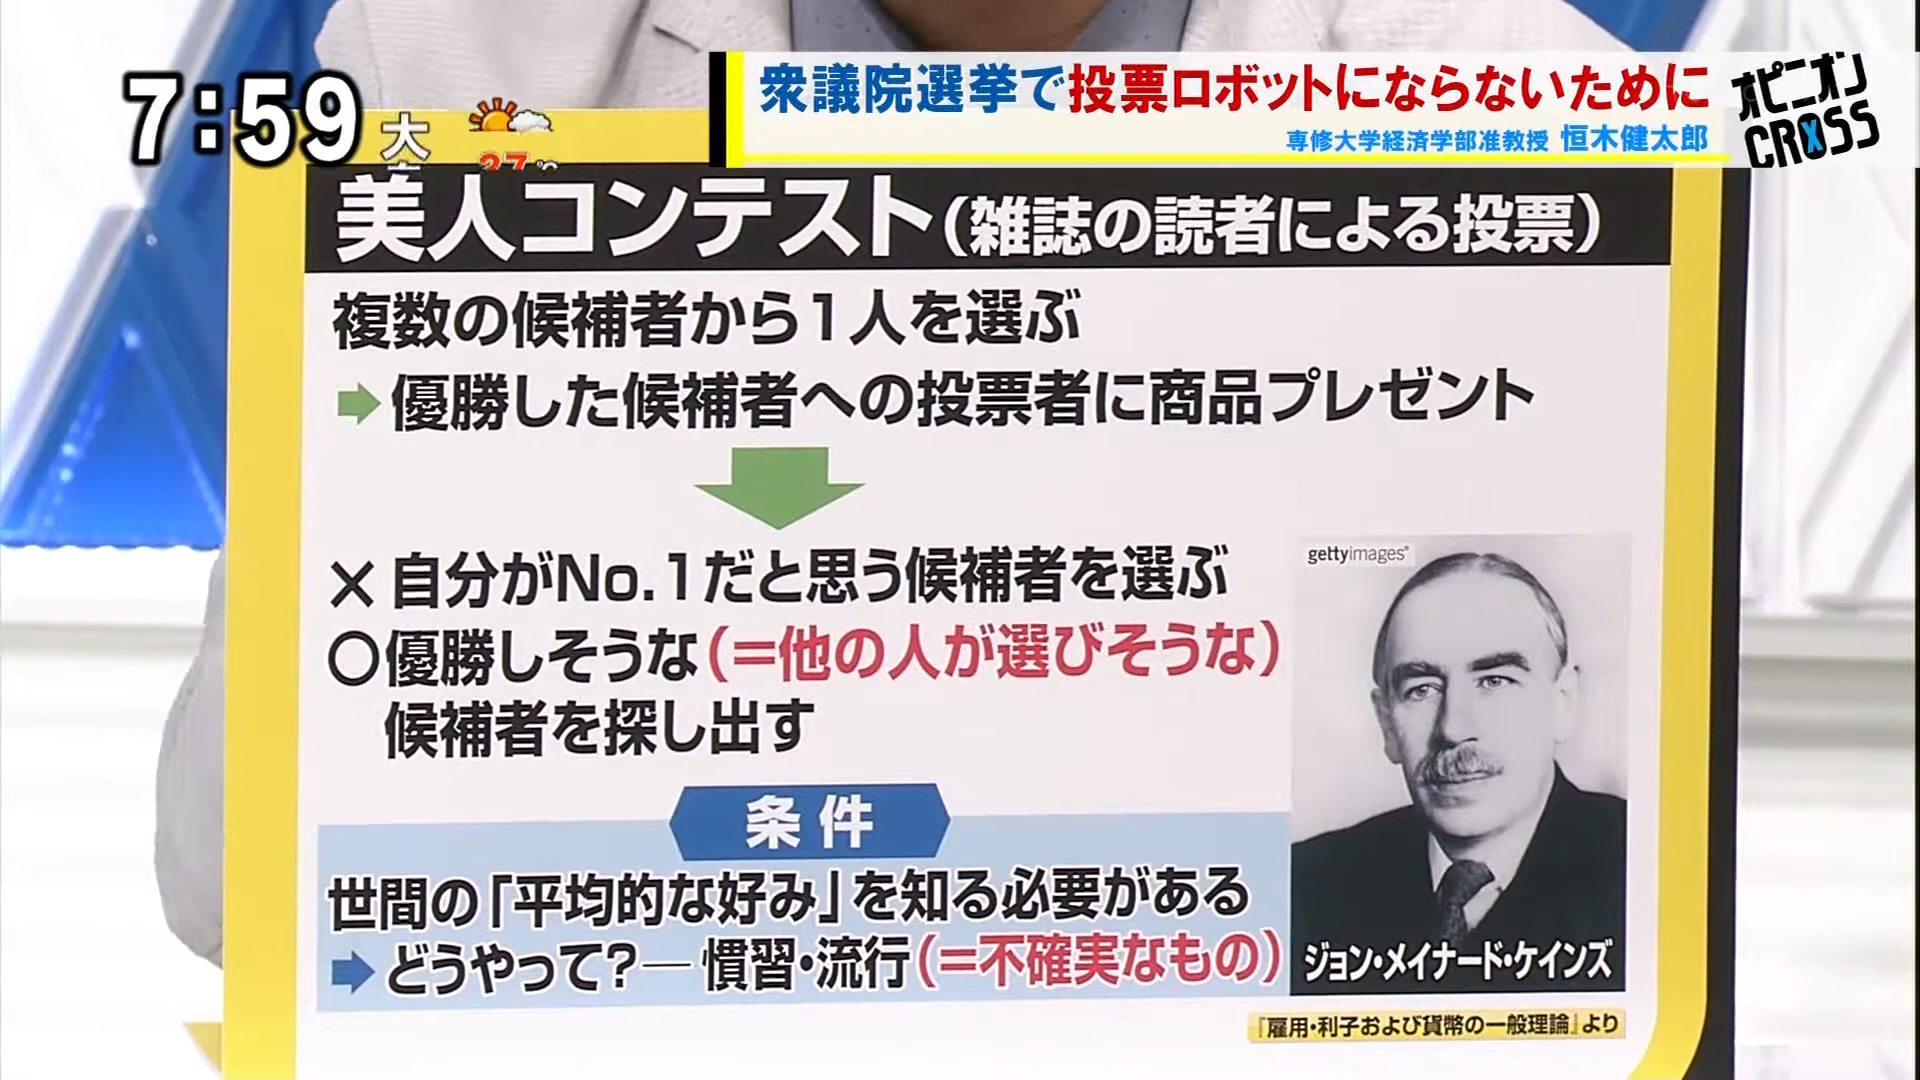 7:59
大
27℃
衆議院選挙で投票ロボットにならないために
専修大学経済学部准教授 恒木健太郎
オピニオン
CROSS
美人コンテスト(雑誌の読者による投票)
複数の候補者から1人を選ぶ
➡優勝した候補者への投票者に商品プレゼント
×自分がNo.1だと思う候補者を選ぶ
○優勝しそうな(=他の人が選びそうな)
候補者を探し出す
gettyimages®
条件
世間の「平均的な好み」を知る必要がある
➡どうやって?―慣習・流行(=不確実なもの)
ジョン・メイナード・ケインズ
『雇用・利子および貨幣の一般理論』より